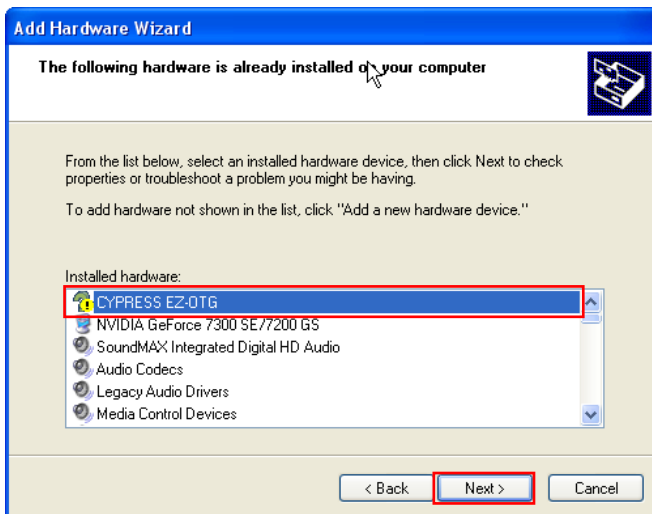 Add Hardware Wizard
The following hardware is already installed on your computer
From the list below, select an installed hardware device, then click Next to check
properties or troubleshoot a problem you might be having.
To add hardware not shown in the list, click "Add a new hardware device."
Installed hardware:
CYPRESS EZ-OTG
NVIDIA GeForce 7300 SE/7200 GS
SoundMAX Integrated Digital HD Audio
Audio Codecs
Legacy Audio Drivers
Media Control Devices
< Back Next > Cancel